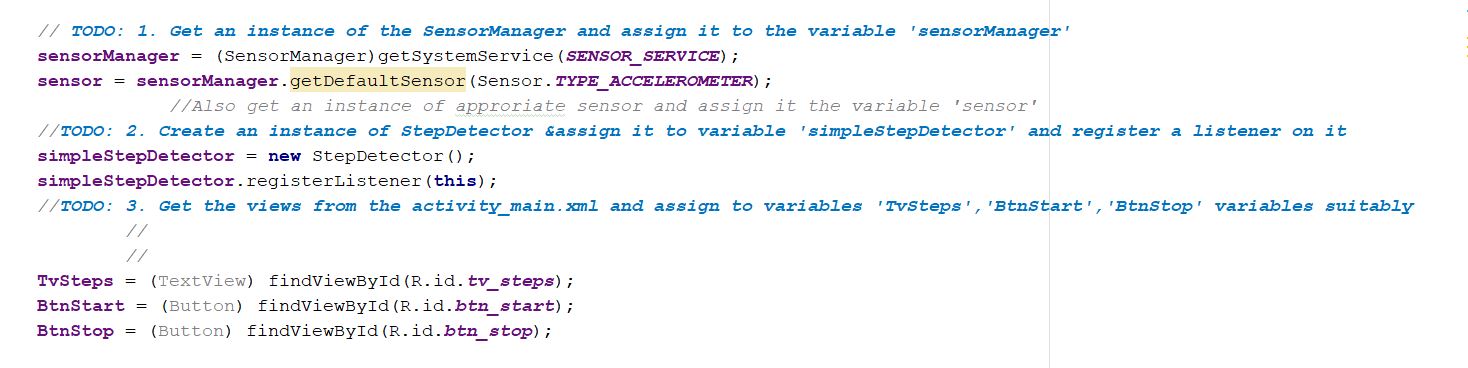 // TODO: 1. Get an instance of the SensorManager and assign it to the variable 'sensorManager'
sensorManager = (SensorManager)getSystemService(SENSOR_SERVICE);
sensor = sensorManager.getDefaultSensor(Sensor.TYPE_ACCELEROMETER);
//Also get an instance of approriate sensor and assign it the variable 'sensor'
//TODO: 2. Create an instance of StepDetector &assign it to variable 'simpleStepDetector' and register a listener on it
simpleStepDetector = new StepDetector();
simpleStepDetector.registerListener(this);
//TODO: 3. Get the views from the activity_main.xml and assign to variables 'TvSteps','BtnStart','BtnStop' variables suitably
//
//
TvSteps = (TextView) findViewById(R.id.tv_steps);
BtnStart = (Button) findViewById(R.id.btn_start);
BtnStop = (Button) findViewById(R.id.btn_stop);